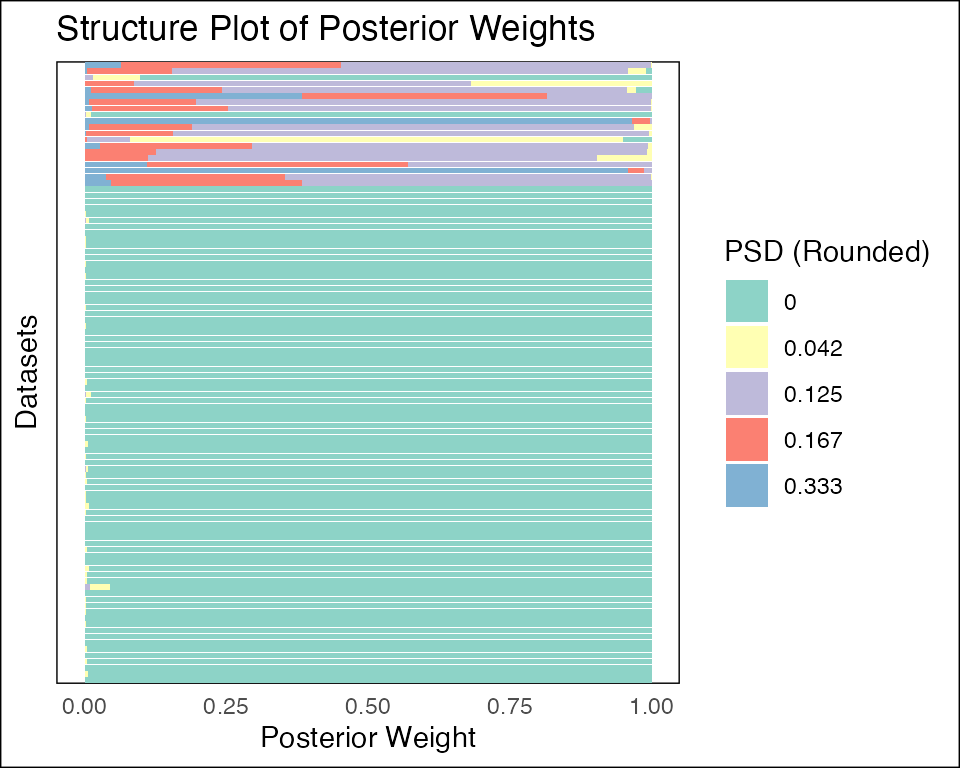 Structure Plot of Posterior Weights
Datasets
0.00 0.25 0.50 0.75 1.00
Posterior Weight
PSD (Rounded)
0
0.042
0.125
0.167
0.333